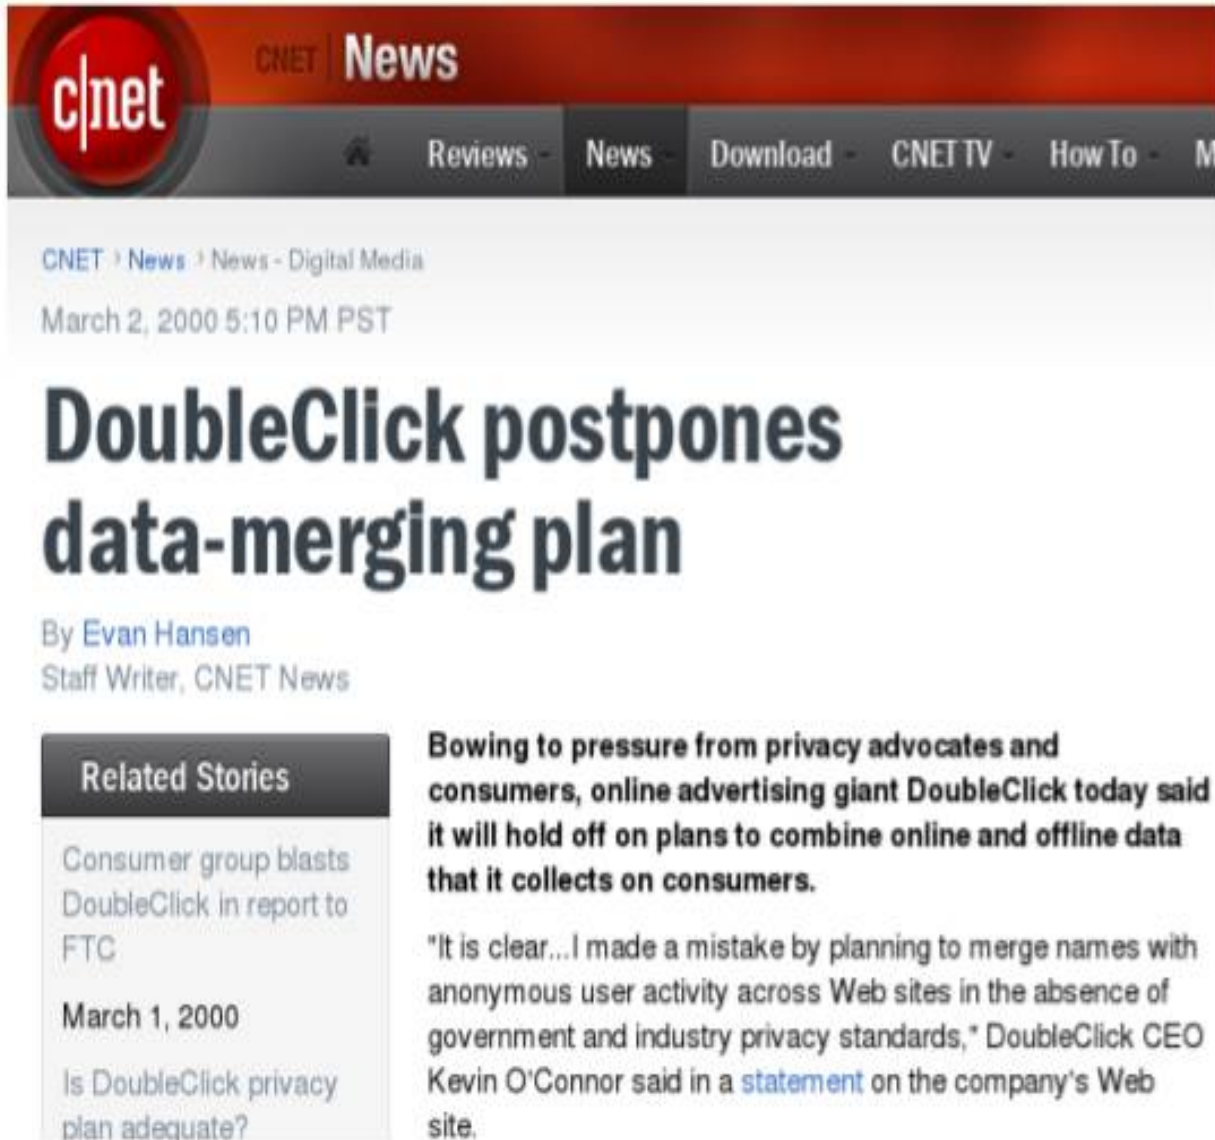 c|net
CNET | News
Reviews News Download CNET TV How To M
CNET › News › News - Digital Media
March 2, 2000 5:10 PM PST
DoubleClick postpones
data-merging plan
By Evan Hansen
Staff Writer, CNET News
Related Stories
Consumer group blasts
DoubleClick in report to
FTC
March 1, 2000
Is DoubleClick privacy
plan adequate?
Bowing to pressure from privacy advocates and
consumers, online advertising giant DoubleClick today said
it will hold off on plans to combine online and offline data
that it collects on consumers.
"It is clear...I made a mistake by planning to merge names with
anonymous user activity across Web sites in the absence of
government and industry privacy standards," DoubleClick CEO
Kevin O'Connor said in a statement on the company's Web
site.